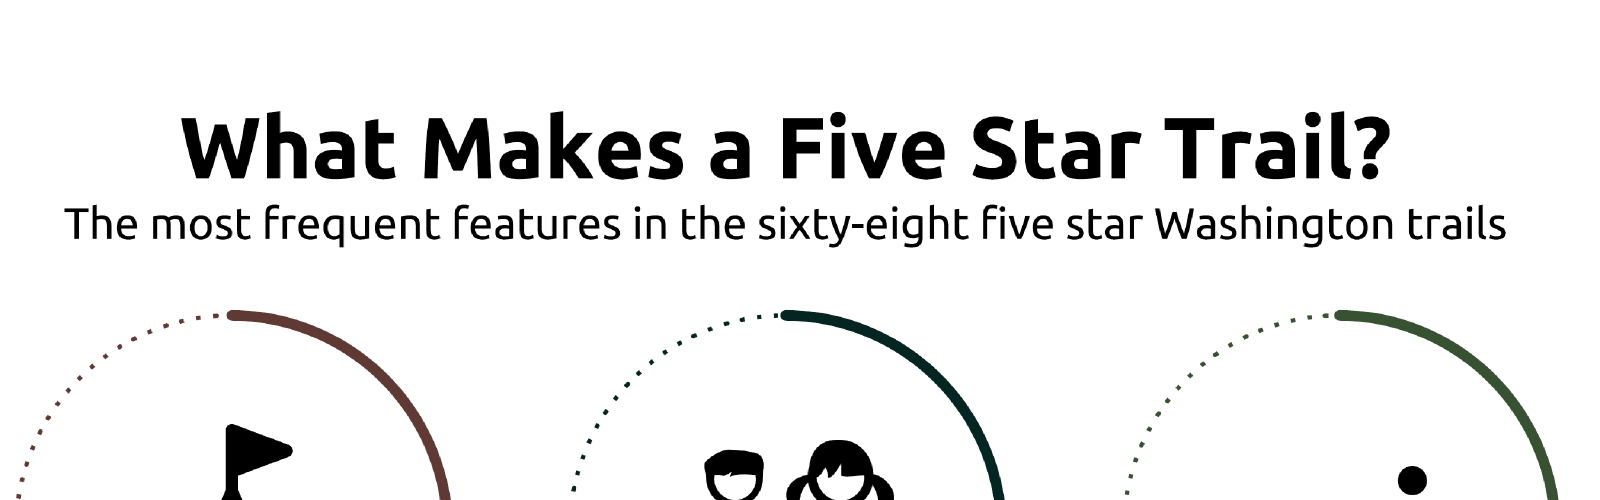 What Makes a Five Star Trail?
The most frequent features in the sixty-eight five star Washington trails